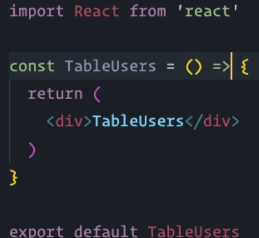 import React from 'react'
const TableUsers = () => {
return (
<div>TableUsers</div>
)
}
export default TableUsers